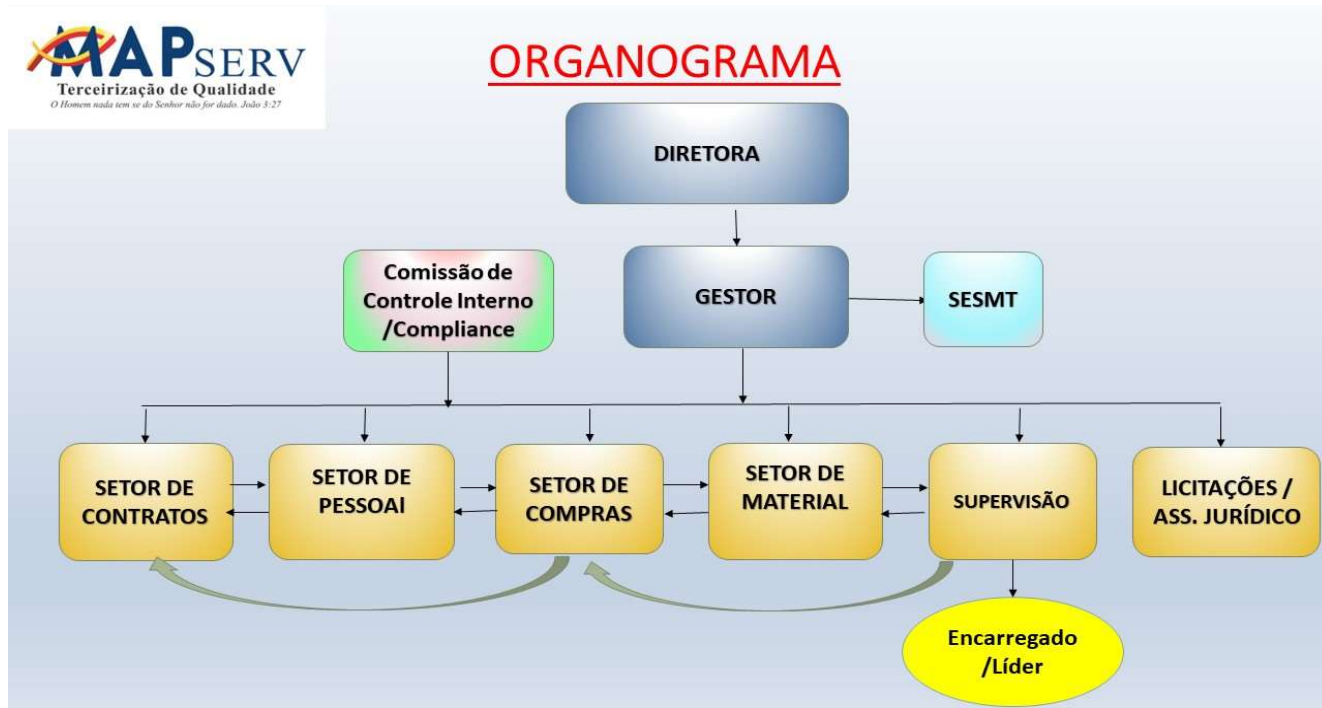 MAPSERV
Terceirização de Qualidade
O Homem nada tem se do Senhor não for dado. João 3:27
ORGANOGRAMA
DIRETORA
Comissão de
Controle Interno
/Compliance
GESTOR
SESMT
SETOR DE
CONTRATOS
SETOR DE
PESSOAl
SETOR DE
COMPRAS
SETOR DE
MATERIAL
SUPERVISÃO
LICITAÇÕES /
ASS. JURÍDICO
Encarregado
/Líder